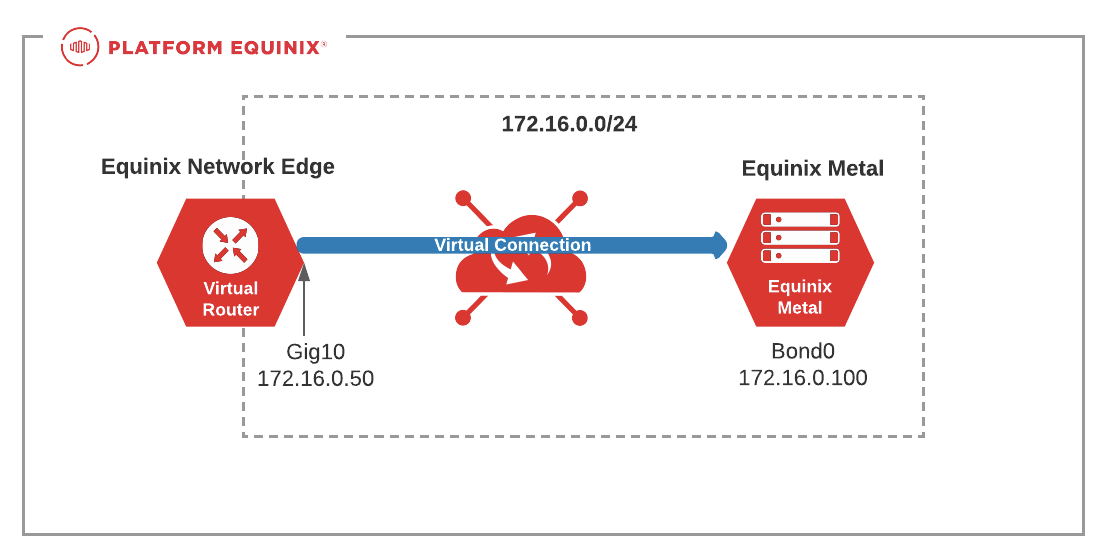 PLATFORM EQUINIX
172.16.0.0/24
Equinix Network Edge
Equinix Metal
Virtual Connection
Virtual
Router
Equinix
Metal
Gig10
172.16.0.50
Bond0
172.16.0.100